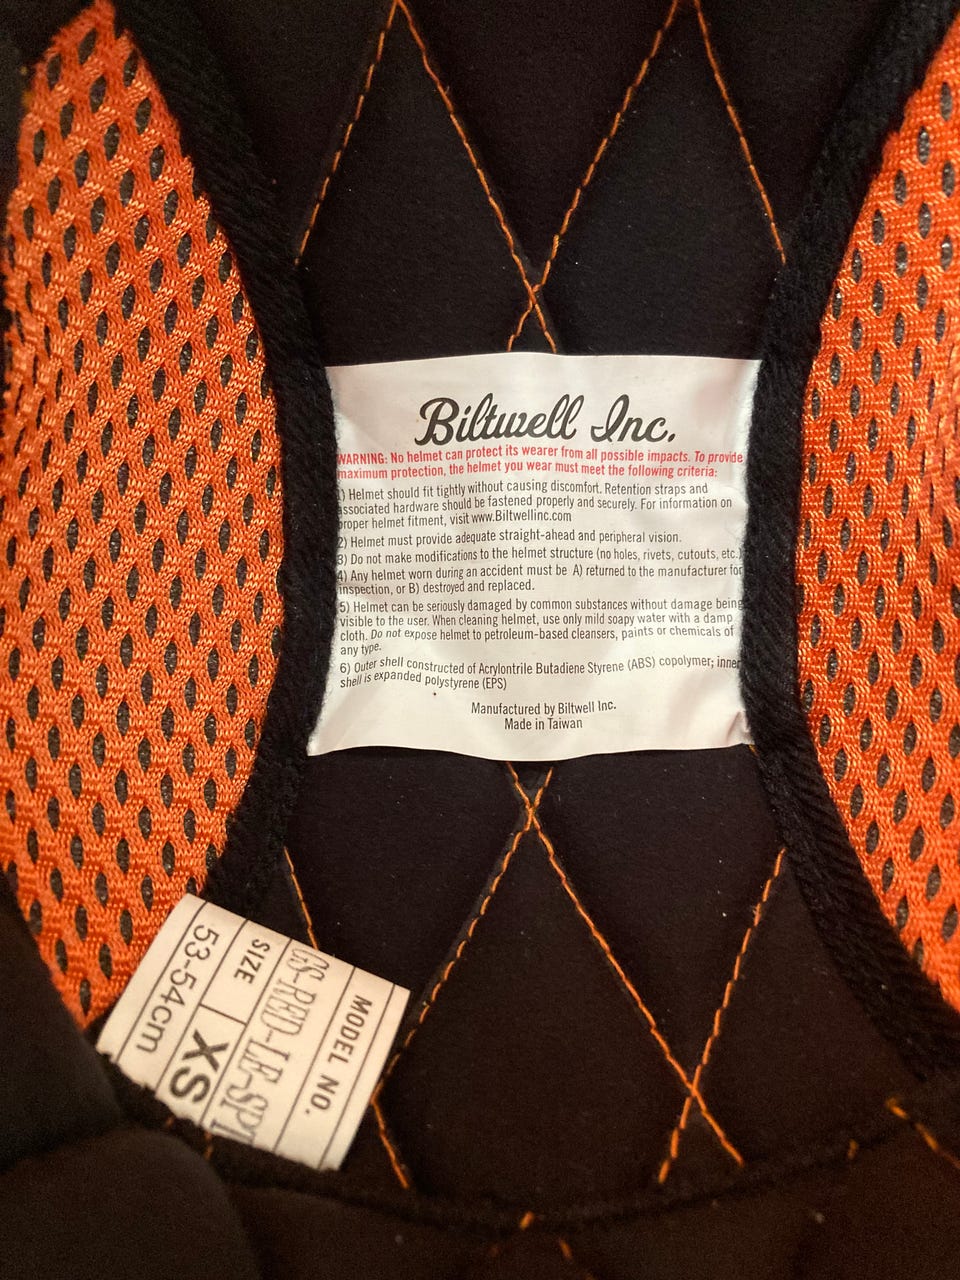 Biltwell Inc.
WARNING: No helmet can protect its wearer from all possible impacts. To provide
maximum protection, the helmet you wear must meet the following criteria:
1) Helmet should fit tightly without causing discomfort. Retention straps and
associated hardware should be fastened properly and securely. For information on
proper helmet fitment, visit www.BiltwellInc.com
2) Helmet must provide adequate straight-ahead and peripheral vision.
3) Do not make modifications to the helmet structure (no holes, rivets, cutouts, etc.)
4) Any helmet worn during an accident must be A) returned to the manufacturer for
inspection, or B) destroyed and replaced.
5) Helmet can be seriously damaged by common substances without damage being
visible to the user. When cleaning helmet, use only mild soapy water with a damp
cloth. Do not expose helmet to petroleum-based cleansers, paints or chemicals of
any type.
6) Outer shell constructed of Acrylontrile Butadiene Styrene (ABS) copolymer; inner
shell is expanded polystyrene (EPS)
Manufactured by Biltwell Inc.
Made in Taiwan
MODEL NO.
SIZE XS
53-54cm